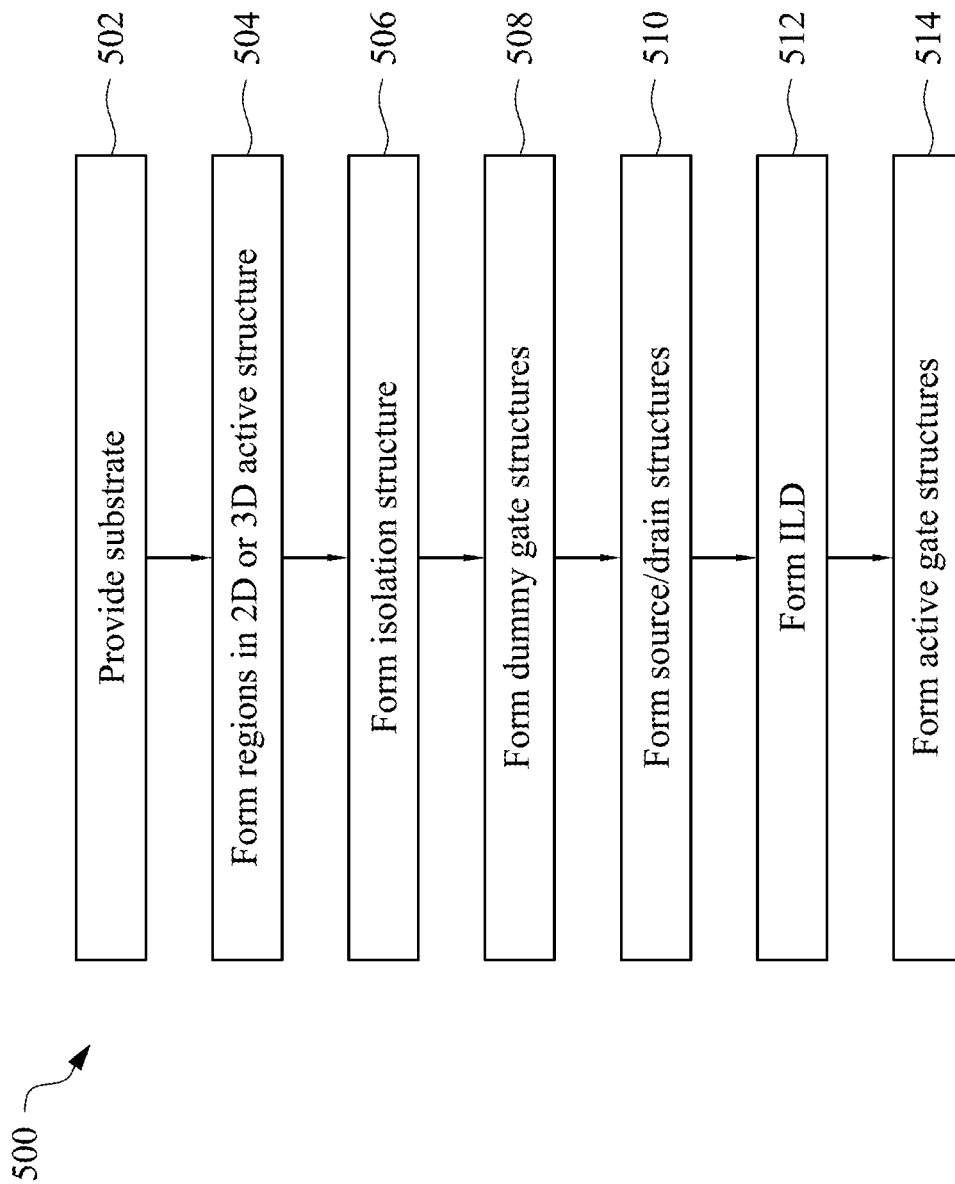 500
Provide substrate
502
Form regions in 2D or 3D active structure
504
Form isolation structure
506
Form dummy gate structures
508
Form source/drain structures
510
Form ILD
512
Form active gate structures
514